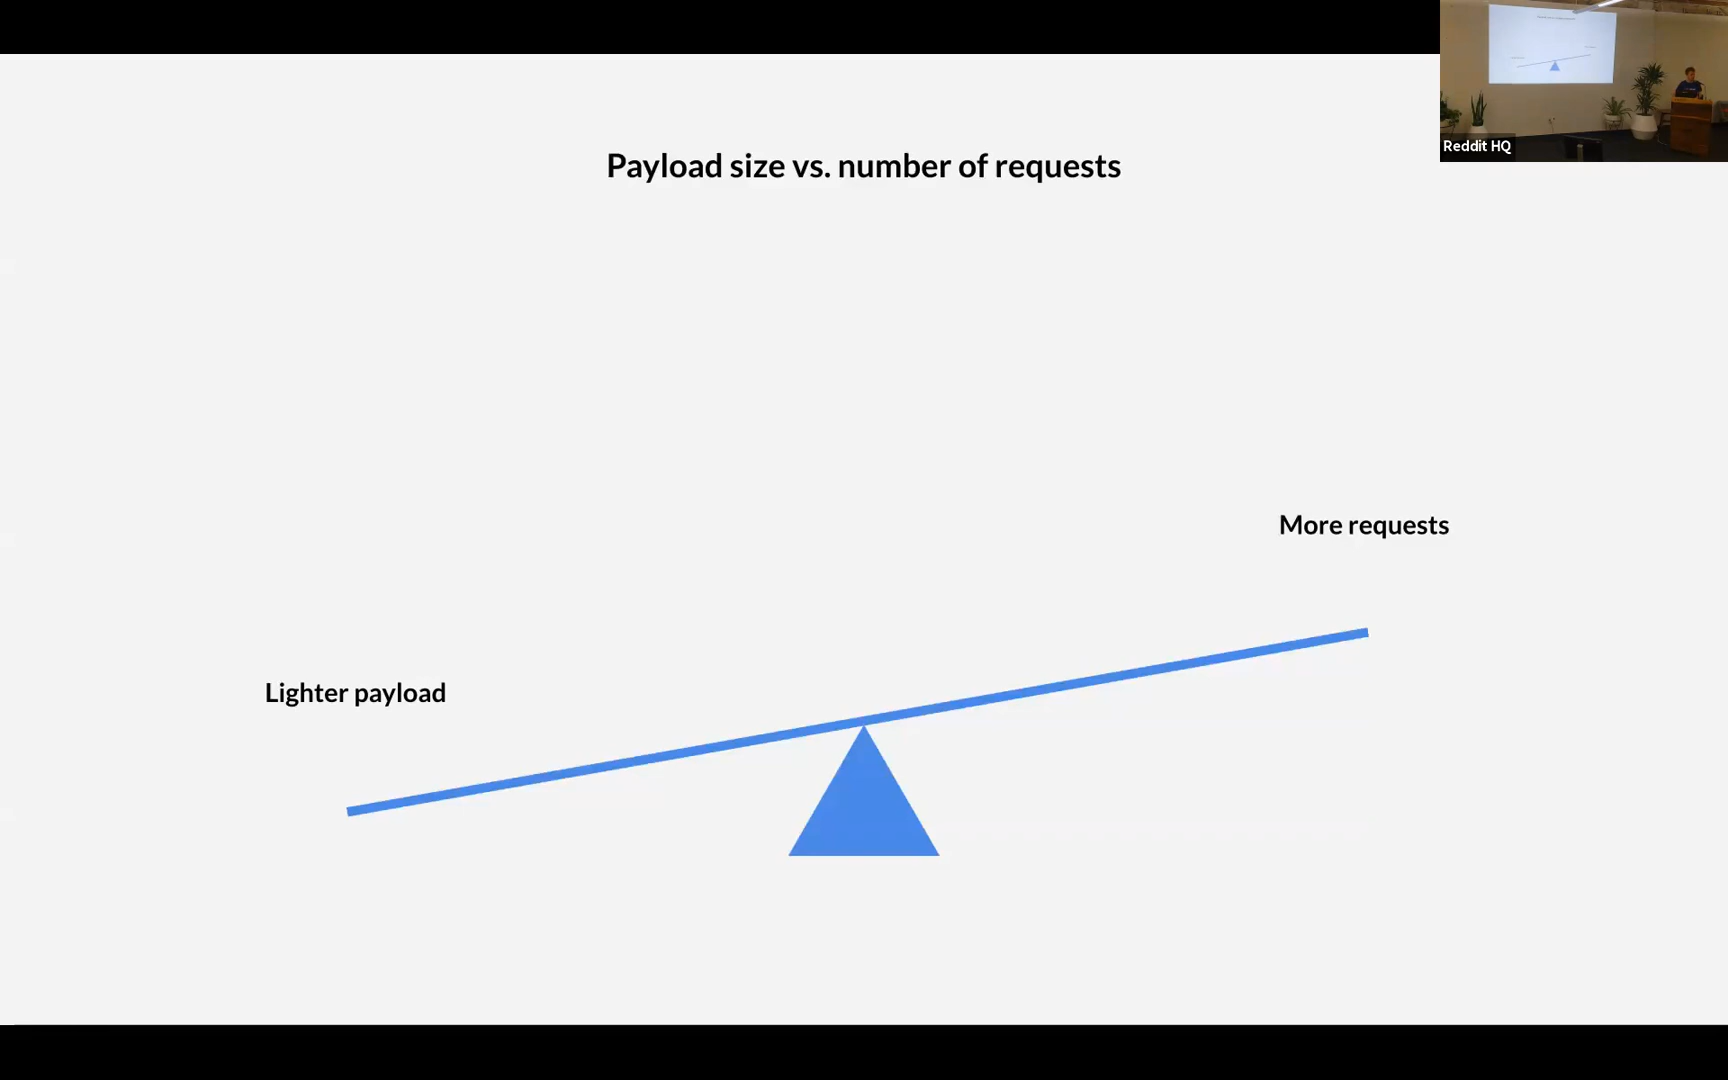 Reddit HQ
Payload size vs. number of requests
More requests
Lighter payload